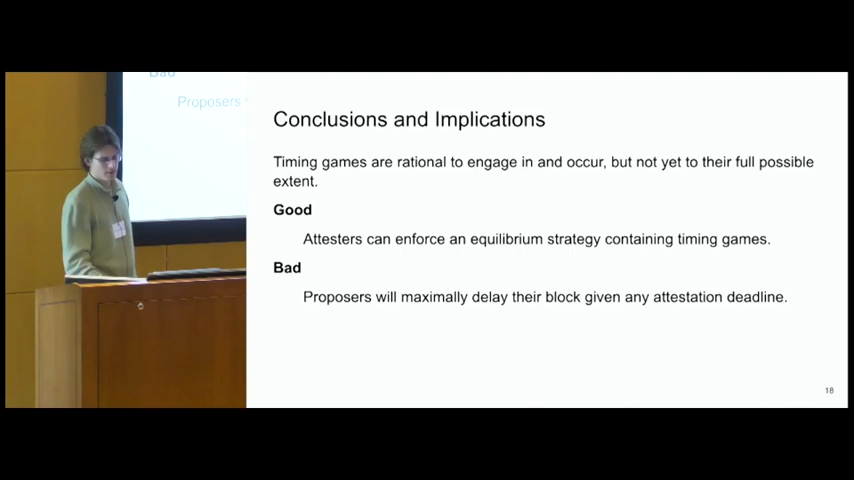 Bad
Proposers
Conclusions and Implications
Timing games are rational to engage in and occur, but not yet to their full possible
extent.
Good
Attesters can enforce an equilibrium strategy containing timing games.
Bad
Proposers will maximally delay their block given any attestation deadline.
18